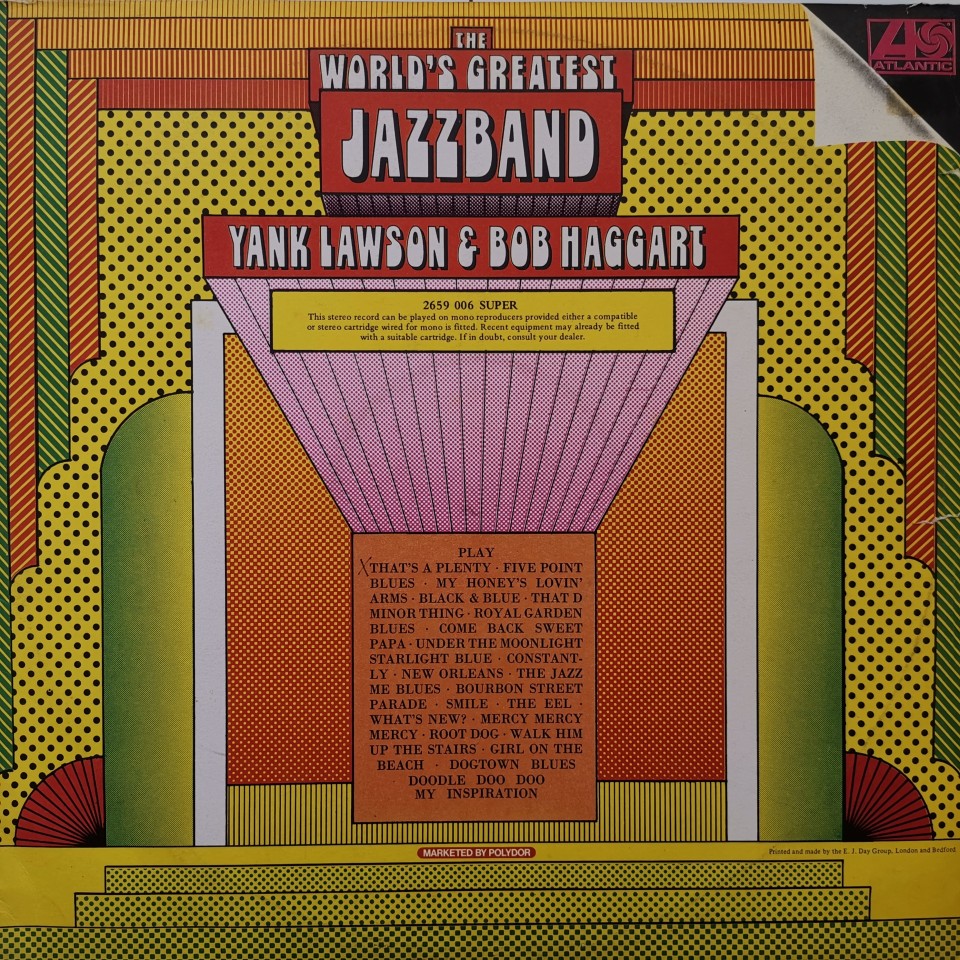 THE
WORLD'S GREATEST
JAZZBAND
ATLANTIC
YANK LAWSON & BOB HAGGART
2659 006 SUPER
This stereo record can be played on mono reproducers provided either a compatible
or stereo cartridge wired for mono is fitted. Recent equipment may already be fitted
with a suitable cartridge. If in doubt, consult your dealer.
PLAY
THAT'S A PLENTY · FIVE POINT
BLUES · MY HONEY'S LOVIN'
ARMS · BLACK & BLUE · THAT D
MINOR THING · ROYAL GARDEN
BLUES · COME BACK SWEET
PAPA · UNDER THE MOONLIGHT
STARLIGHT BLUE · CONSTANT-
LY · NEW ORLEANS · THE JAZZ
ME BLUES · BOURBON STREET
PARADE · SMILE · THE EEL ·
WHAT'S NEW? · MERCY MERCY
MERCY · ROOT DOG · WALK HIM
UP THE STAIRS · GIRL ON THE
BEACH · DOGTOWN BLUES
· DOODLE DOO DOO
MY INSPIRATION
MARKETED BY POLYDOR
Printed and made by the E. J. Day Group, London and Bedford